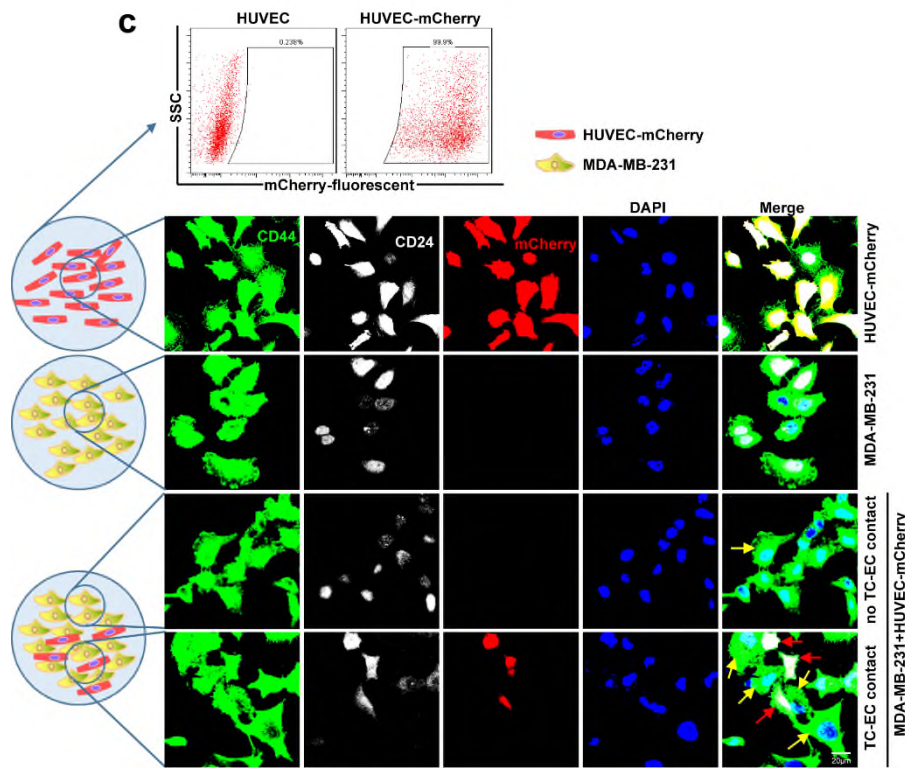 c
HUVEC
HUVEC-mCherry
0.238%
99.9%
SSC
mCherry-fluorescent
HUVEC-mCherry
MDA-MB-231
CD44
CD24
mCherry
DAPI
Merge
HUVEC-mCherry
MDA-MB-231
no TC-EC contact
TC-EC contact
MDA-MB-231+HUVEC-mCherry
20µm